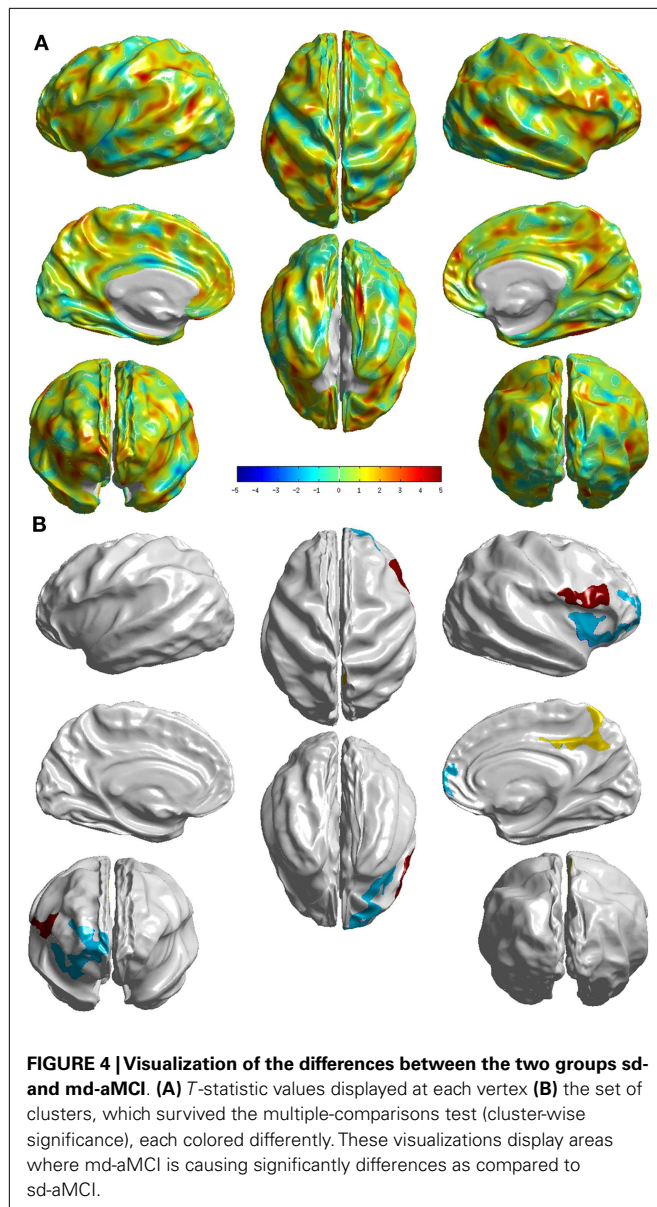 A
-5 -4 -3 -2 -1 0 1 2 3 4 5
B
FIGURE 4 | Visualization of the differences between the two groups sd-
and md-aMCI. (A) T-statistic values displayed at each vertex (B) the set of
clusters, which survived the multiple-comparisons test (cluster-wise
significance), each colored differently. These visualizations display areas
where md-aMCI is causing significantly differences as compared to
sd-aMCI.